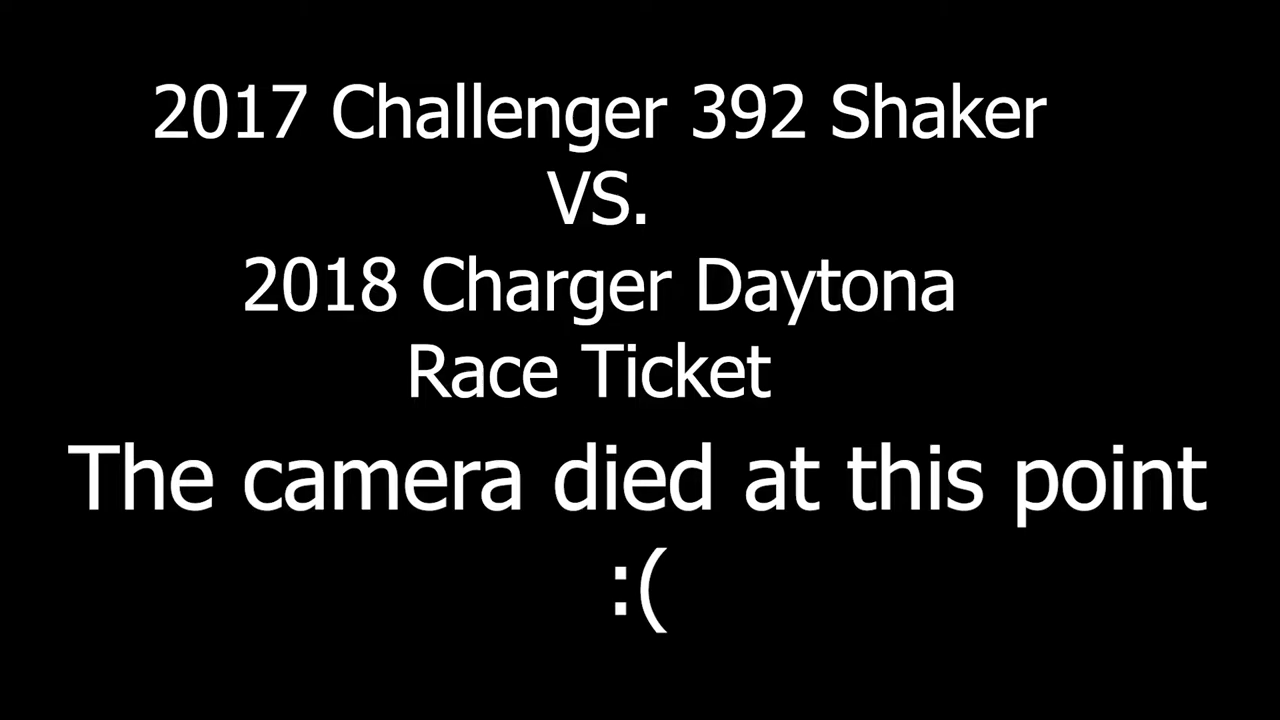 2017 Challenger 392 Shaker
VS.
2018 Charger Daytona
Race Ticket
The camera died at this point
:(